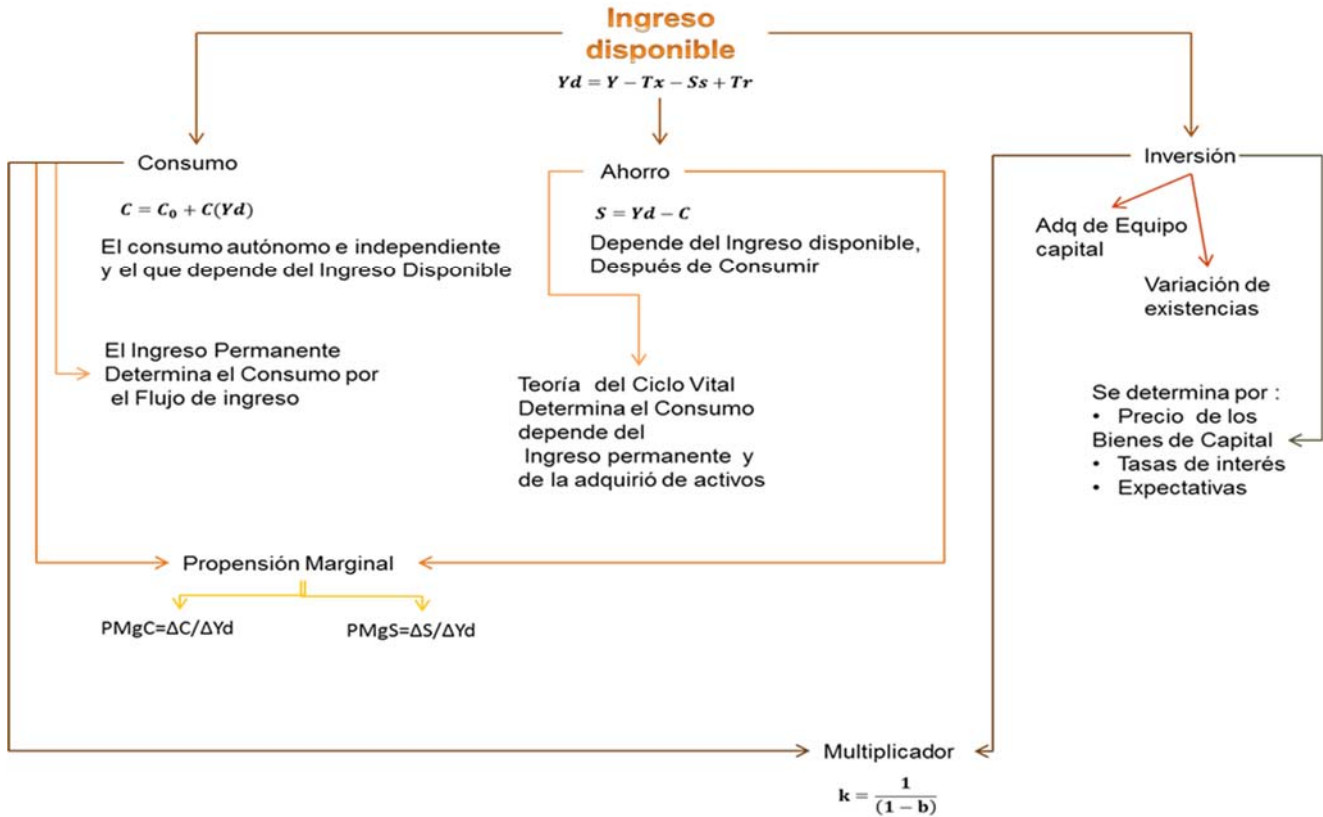 Ingreso
disponible
Yd = Y − Tx − Ss + Tr
Consumo
C = C₀ + C(Yd)
El consumo autónomo e independiente
y el que depende del Ingreso Disponible
El Ingreso Permanente
Determina el Consumo por
el Flujo de ingreso
Ahorro
S = Yd − C
Depende del Ingreso disponible,
Después de Consumir
Teoría del Ciclo Vital
Determina el Consumo
depende del
Ingreso permanente y
de la adquirió de activos
Inversión
Adq de Equipo
capital
Variación de
existencias
Se determina por :
• Precio de los
Bienes de Capital
• Tasas de interés
• Expectativas
Propensión Marginal
PMgC=ΔC/ΔYd
PMgS=ΔS/ΔYd
Multiplicador
k = 1/(1 − b)